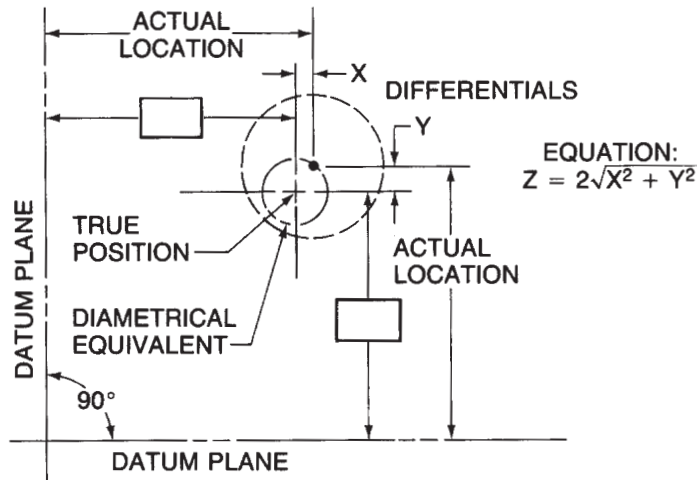 ACTUAL
LOCATION
X
DIFFERENTIALS
Y
EQUATION:
Z = 2√X² + Y²
TRUE
POSITION
ACTUAL
LOCATION
DIAMETRICAL
EQUIVALENT
DATUM PLANE
90°
DATUM PLANE